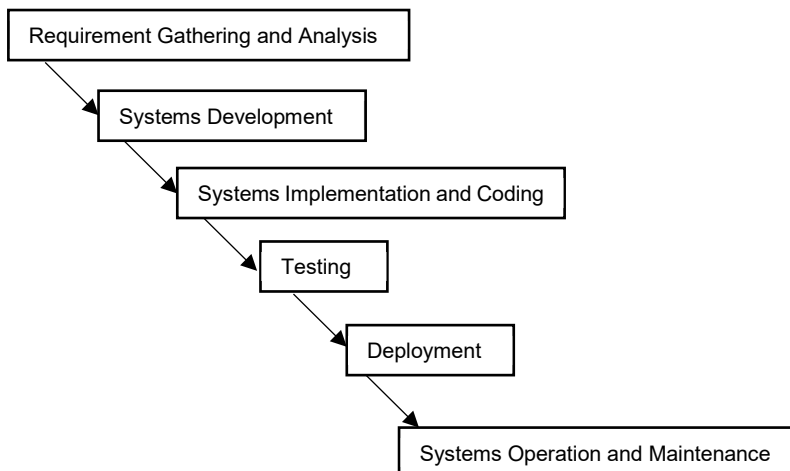 Requirement Gathering and Analysis
Systems Development
Systems Implementation and Coding
Testing
Deployment
Systems Operation and Maintenance